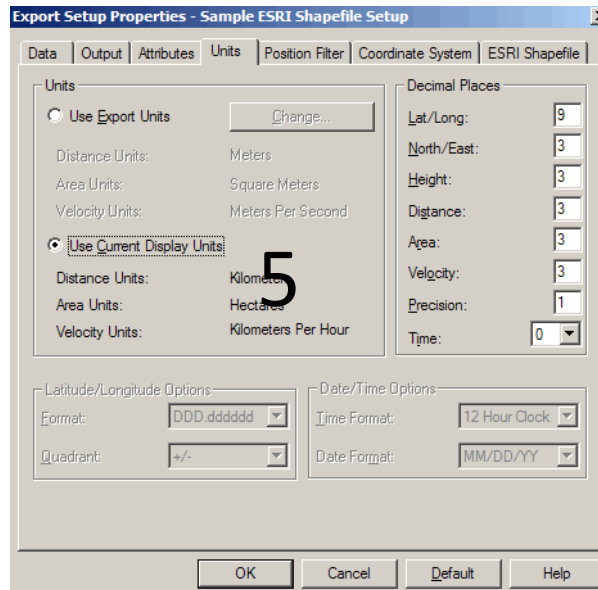 Export Setup Properties - Sample ESRI Shapefile Setup
Data Output Attributes Units Position Filter Coordinate System ESRI Shapefile
Units
Use Export Units Change...
Distance Units: Meters
Area Units: Square Meters
Velocity Units: Meters Per Second
Use Current Display Units
Distance Units: Kilometers
Area Units: Hectares
Velocity Units: Kilometers Per Hour
5
Decimal Places
Lat/Long: 9
North/East: 3
Height: 3
Distance: 3
Area: 3
Velocity: 3
Precision: 1
Time: 0
Latitude/Longitude Options
Format: DDD.dddddd
Quadrant: +/-
Date/Time Options
Time Format: 12 Hour Clock
Date Format: MM/DD/YY
OK Cancel Default Help